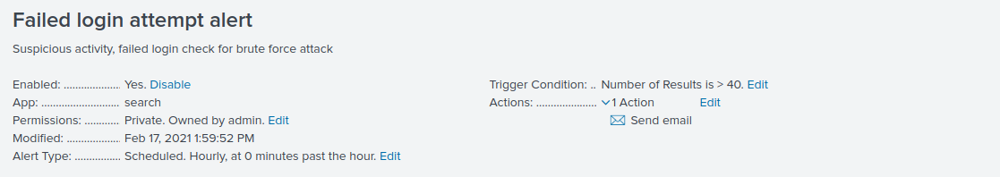 Failed login attempt alert
Suspicious activity, failed login check for brute force attack
Enabled: ................... Yes. Disable
App: ........................... search
Permissions: ............ Private. Owned by admin. Edit
Modified: .................. Feb 17, 2021 1:59:52 PM
Alert Type: ................ Scheduled. Hourly, at 0 minutes past the hour. Edit
Trigger Condition: .. Number of Results is > 40. Edit
Actions: ..................... 1 Action Edit
Send email